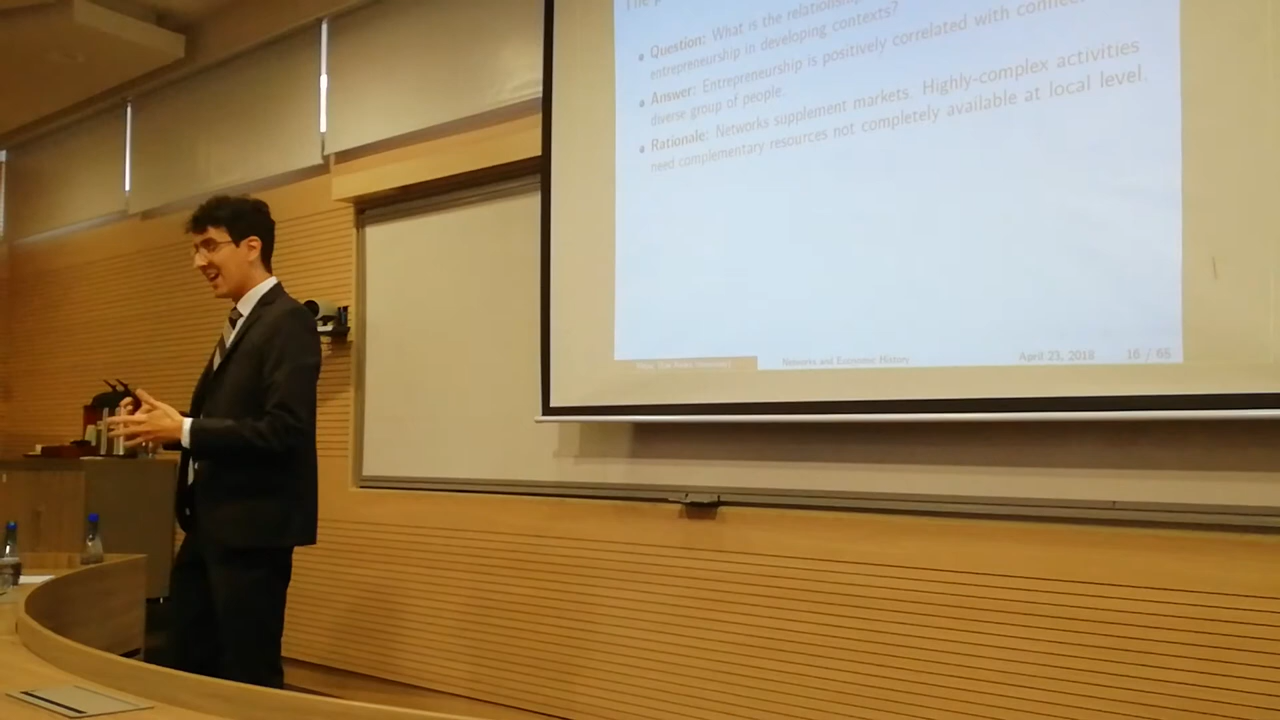 The p
Question: What is the relationship
entrepreneurship in developing contexts?
Answer: Entrepreneurship is positively correlated with connec
diverse group of people.
Rationale: Networks supplement markets. Highly-complex activities
need complementary resources not completely available at local level.
Networks and Economic History April 23, 2018 16 / 65